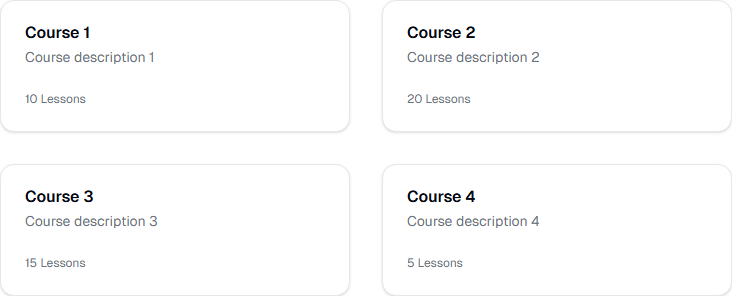 Course 1
Course description 1
10 Lessons
Course 2
Course description 2
20 Lessons
Course 3
Course description 3
15 Lessons
Course 4
Course description 4
5 Lessons